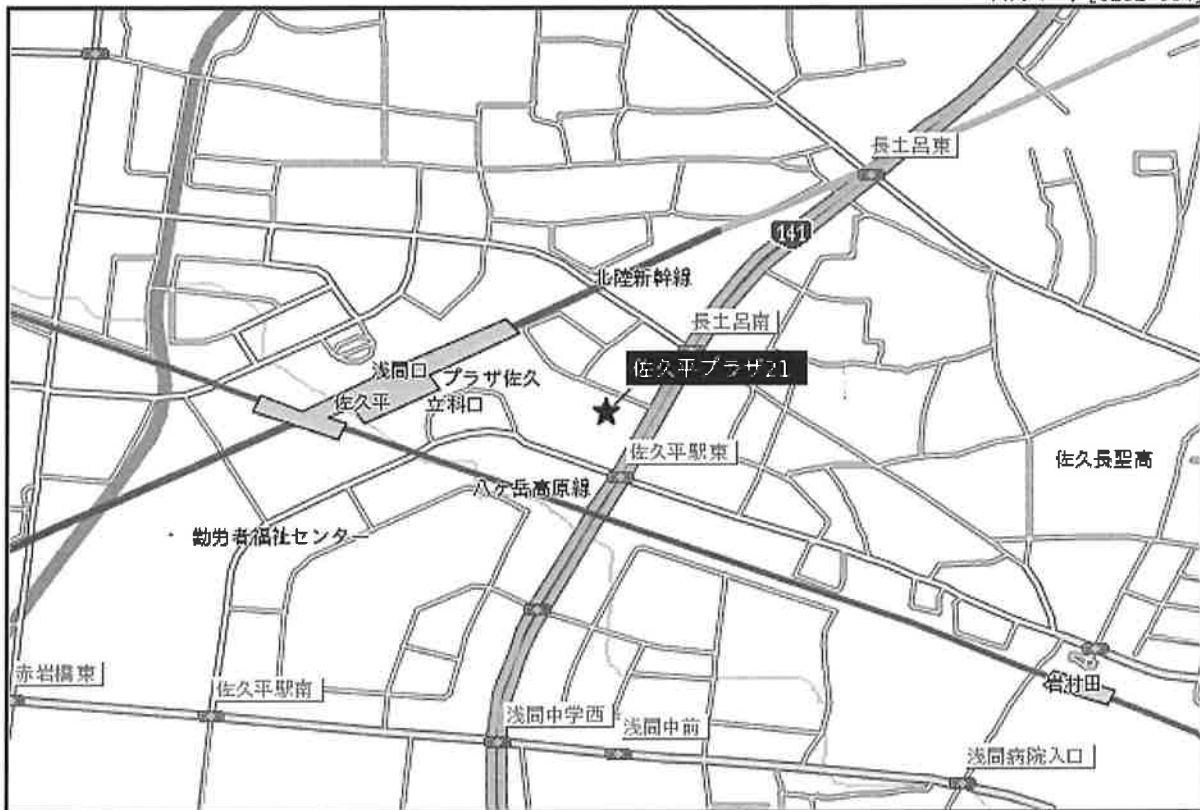 長土呂東
141
北陸新幹線
長土呂南
佐久平プラザ21
浅間口
プラザ佐久
佐久平
立科口
佐久平駅東
佐久長聖高
八ヶ岳高原線
勤労者福祉センター
赤岩橋東
佐久平駅南
岩村田
浅間中学西
浅間中前
浅間病院入口